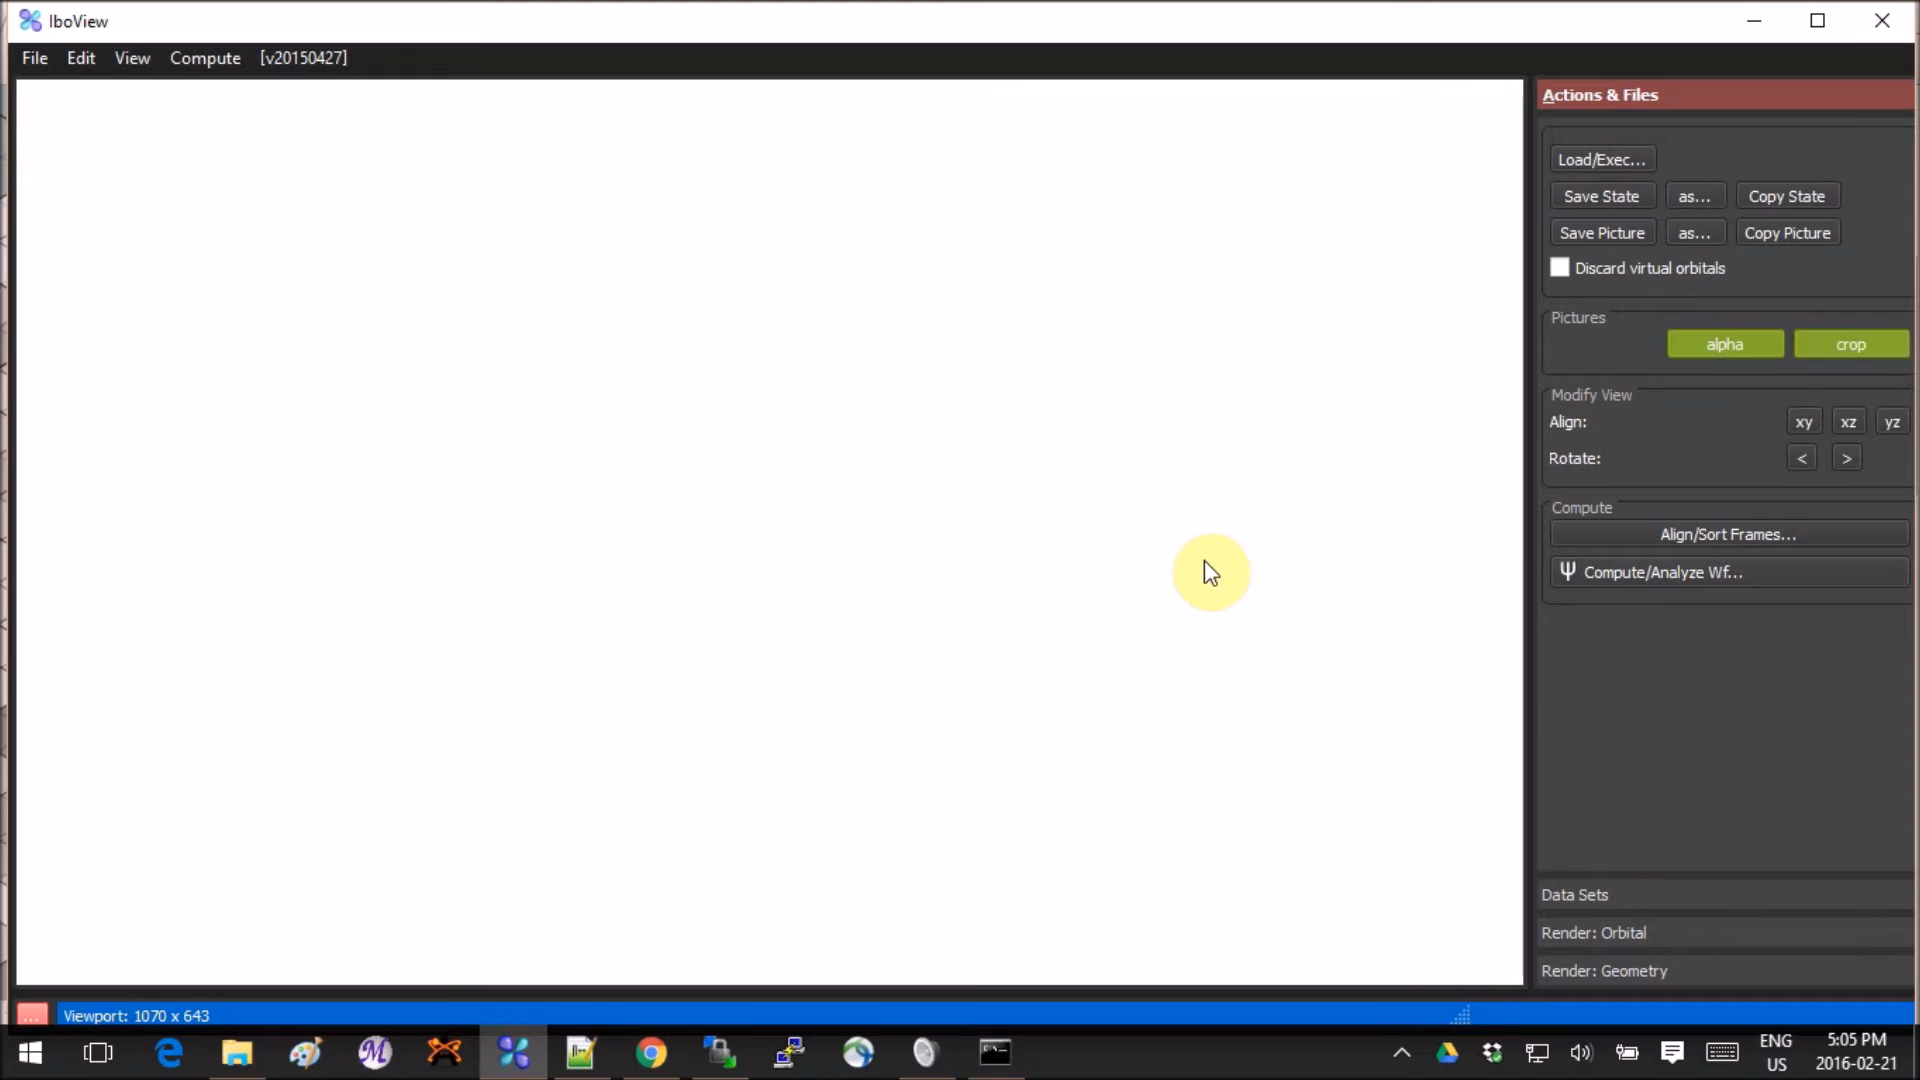 IboView
File Edit View Compute [v20150427]
Actions & Files
Load/Exec...
Save State as... Copy State
Save Picture as... Copy Picture
Discard virtual orbitals
Pictures
alpha crop
Modify View
Align: xy xz yz
Rotate: < >
Compute
Align/Sort Frames...
Ψ Compute/Analyze Wf...
Data Sets
Render: Orbital
Render: Geometry
... Viewport: 1070 x 643
ENG 5:05 PM
US 2016-02-21